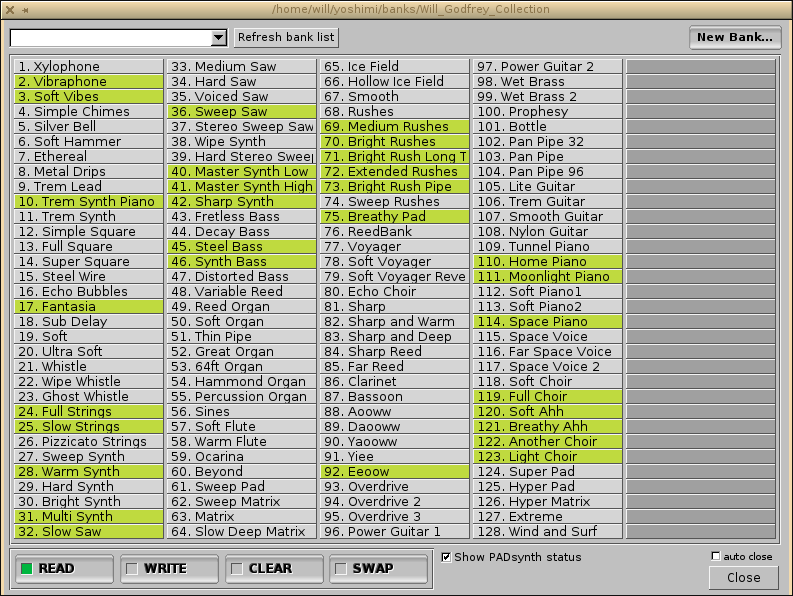 /home/will/yoshimi/banks/Will_Godfrey_Collection
Refresh bank list
New Bank...
1. Xylophone
2. Vibraphone
3. Soft Vibes
4. Simple Chimes
5. Silver Bell
6. Soft Hammer
7. Ethereal
8. Metal Drips
9. Trem Lead
10. Trem Synth Piano
11. Trem Synth
12. Simple Square
13. Full Square
14. Super Square
15. Steel Wire
16. Echo Bubbles
17. Fantasia
18. Sub Delay
19. Soft
20. Ultra Soft
21. Whistle
22. Wipe Whistle
23. Ghost Whistle
24. Full Strings
25. Slow Strings
26. Pizzicato Strings
27. Sweep Synth
28. Warm Synth
29. Hard Synth
30. Bright Synth
31. Multi Synth
32. Slow Saw
33. Medium Saw
34. Hard Saw
35. Voiced Saw
36. Sweep Saw
37. Stereo Sweep Saw
38. Wipe Synth
39. Hard Stereo Sweep
40. Master Synth Low
41. Master Synth High
42. Sharp Synth
43. Fretless Bass
44. Decay Bass
45. Steel Bass
46. Synth Bass
47. Distorted Bass
48. Variable Reed
49. Reed Organ
50. Soft Organ
51. Thin Pipe
52. Great Organ
53. 64ft Organ
54. Hammond Organ
55. Percussion Organ
56. Sines
57. Soft Flute
58. Warm Flute
59. Ocarina
60. Beyond
61. Sweep Pad
62. Sweep Matrix
63. Matrix
64. Slow Deep Matrix
65. Ice Field
66. Hollow Ice Field
67. Smooth
68. Rushes
69. Medium Rushes
70. Bright Rushes
71. Bright Rush Long T
72. Extended Rushes
73. Bright Rush Pipe
74. Sweep Rushes
75. Breathy Pad
76. ReedBank
77. Voyager
78. Soft Voyager
79. Soft Voyager Reve
80. Echo Choir
81. Sharp
82. Sharp and Warm
83. Sharp and Deep
84. Sharp Reed
85. Far Reed
86. Clarinet
87. Bassoon
88. Aooww
89. Daooww
90. Yaooww
91. Yiee
92. Eeoow
93. Overdrive
94. Overdrive 2
95. Overdrive 3
96. Power Guitar 1
97. Power Guitar 2
98. Wet Brass
99. Wet Brass 2
100. Prophesy
101. Bottle
102. Pan Pipe 32
103. Pan Pipe
104. Pan Pipe 96
105. Lite Guitar
106. Trem Guitar
107. Smooth Guitar
108. Nylon Guitar
109. Tunnel Piano
110. Home Piano
111. Moonlight Piano
112. Soft Piano1
113. Soft Piano2
114. Space Piano
115. Space Voice
116. Far Space Voice
117. Space Voice 2
118. Soft Choir
119. Full Choir
120. Soft Ahh
121. Breathy Ahh
122. Another Choir
123. Light Choir
124. Super Pad
125. Hyper Pad
126. Hyper Matrix
127. Extreme
128. Wind and Surf
READ
WRITE
CLEAR
SWAP
Show PADsynth status
auto close
Close